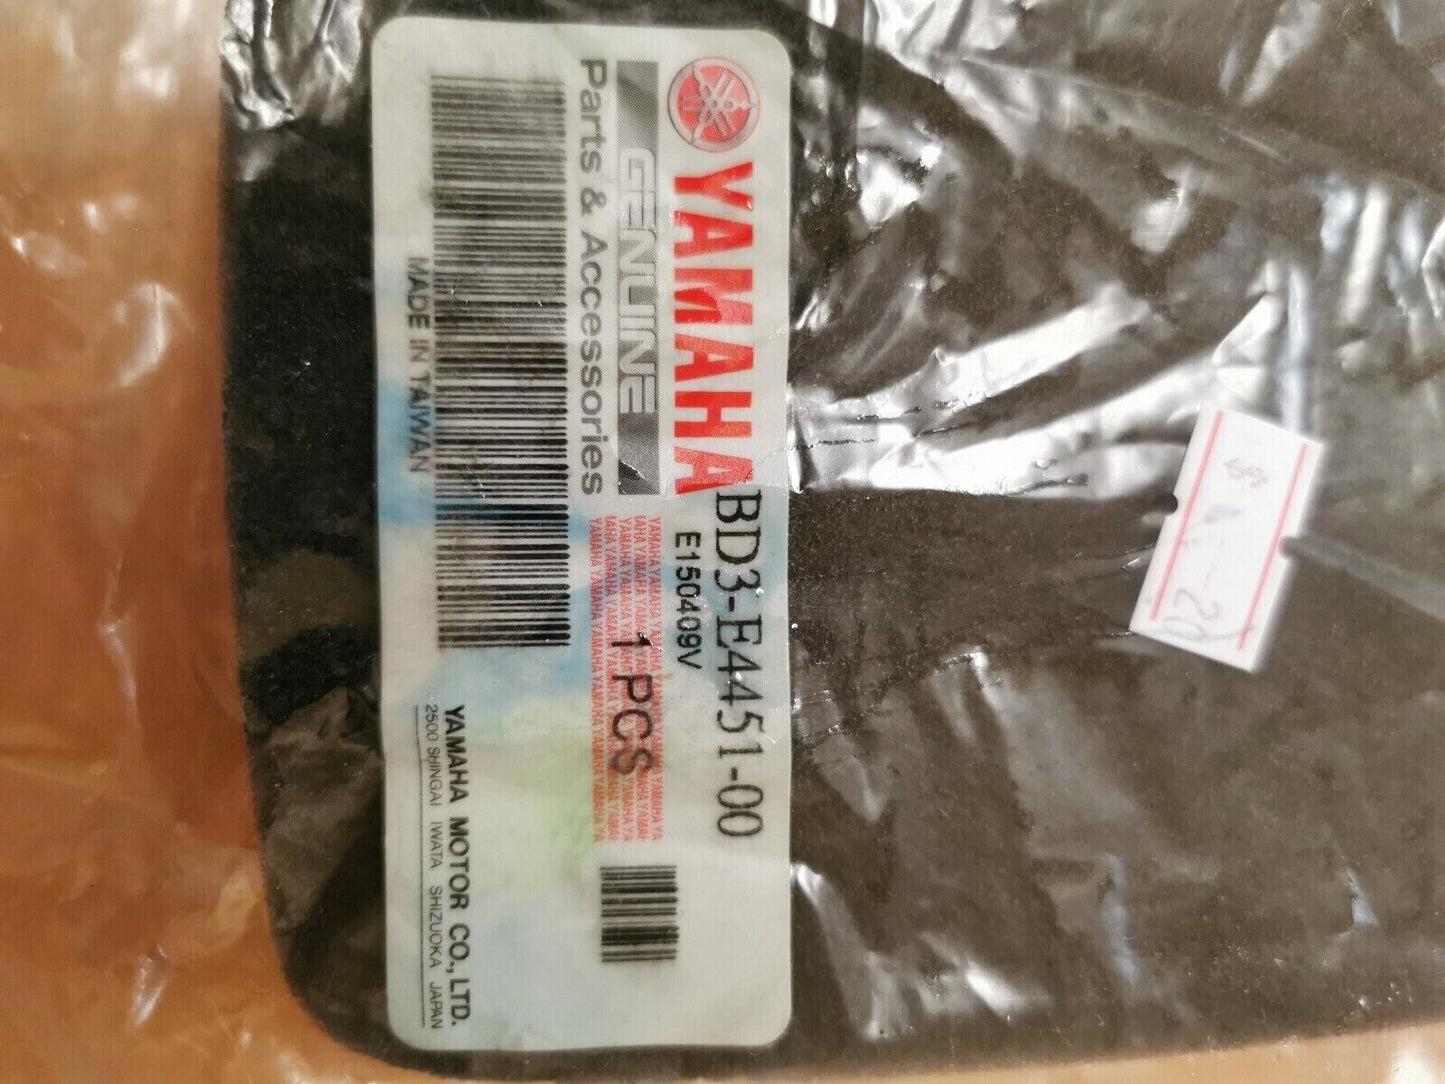 YAMAHA
BD3-E4451-00
GENUINE
E150409V
Parts & Accessories
1 PCS
MADE IN TAIWAN
YAMAHA MOTOR CO., LTD.
2500 SHINGAI IWATA SHIZUOKA JAPAN